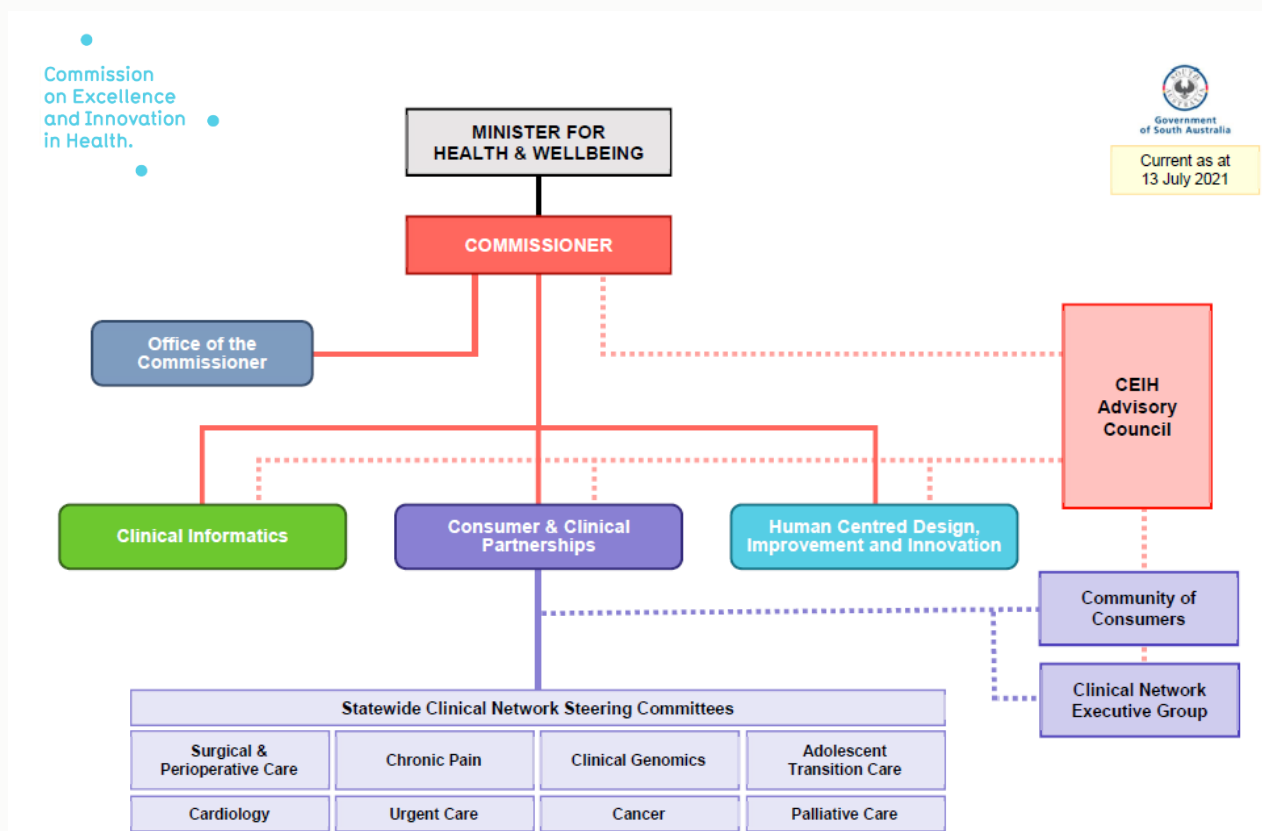 Commission
on Excellence
and Innovation
in Health.
SOUTH
AUSTRALIA
Government
of South Australia
Current as at
13 July 2021
MINISTER FOR
HEALTH & WELLBEING
COMMISSIONER
Office of the
Commissioner
CEIH
Advisory
Council
Clinical Informatics
Consumer & Clinical
Partnerships
Human Centred Design,
Improvement and Innovation
Community of
Consumers
Clinical Network
Executive Group
Statewide Clinical Network Steering Committees
Surgical &
Perioperative Care
Chronic Pain
Clinical Genomics
Adolescent
Transition Care
Cardiology
Urgent Care
Cancer
Palliative Care